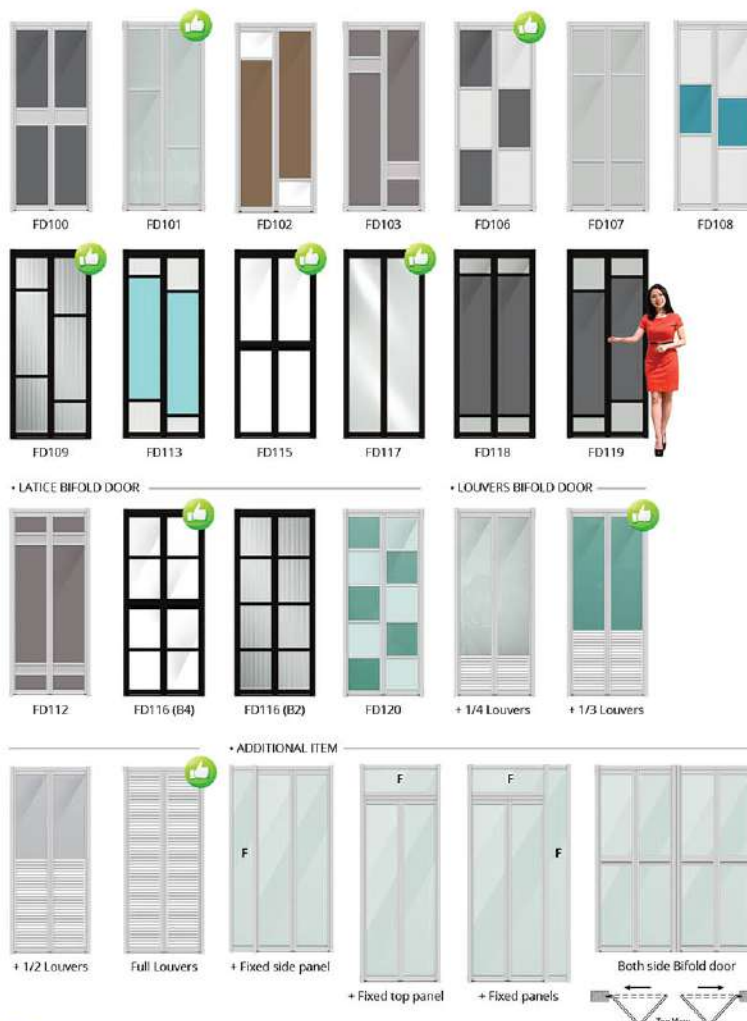 FD100
FD101
FD102
FD103
FD106
FD107
FD108
FD109
FD113
FD115
FD117
FD118
FD119
• LATICE BIFOLD DOOR
• LOUVERS BIFOLD DOOR
FD112
FD116 (B4)
FD116 (B2)
FD120
+ 1/4 Louvers
+ 1/3 Louvers
• ADDITIONAL ITEM
F
F
F
F
+ 1/2 Louvers
Full Louvers
+ Fixed side panel
+ Fixed top panel
+ Fixed panels
Both side Bifold door
Top View